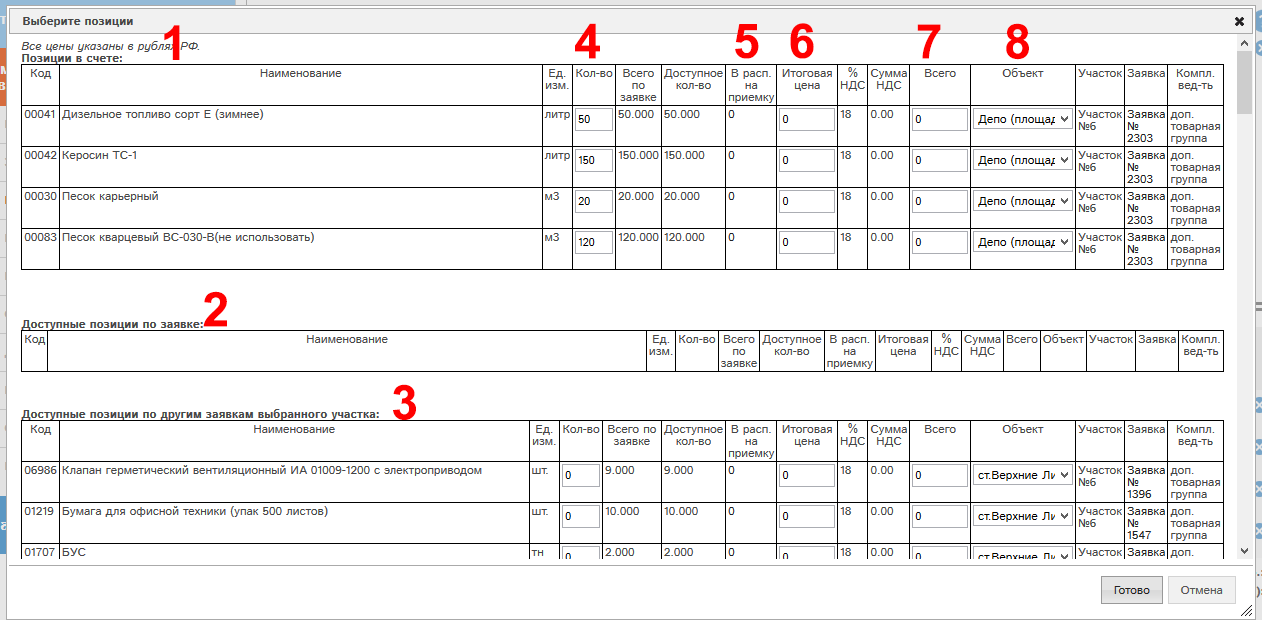 Выберите позиции
Все цены указаны в рублях РФ.
1 4 5 6 7 8
Позиции в счете:
Код Наименование Ед. изм. Кол-во Всего по заявке Доступное кол-во В расп. на приемку Итоговая цена % НДС Сумма НДС Всего Объект Участок Заявка Компл. вед-ть
00041 Дизельное топливо сорт Е (зимнее) литр 50 50.000 50.000 0 0 18 0.00 0 Депо (площад Участок №6 Заявка № 2303 доп. товарная группа
00042 Керосин ТС-1 литр 150 150.000 150.000 0 0 18 0.00 0 Депо (площад Участок №6 Заявка № 2303 доп. товарная группа
00030 Песок карьерный м3 20 20.000 20.000 0 0 18 0.00 0 Депо (площад Участок №6 Заявка № 2303 доп. товарная группа
00083 Песок кварцевый ВС-030-В(не использовать) м3 120 120.000 120.000 0 0 18 0.00 0 Депо (площад Участок №6 Заявка № 2303 доп. товарная группа
Доступные позиции по заявке: 2
Код Наименование Ед. изм. Кол-во Всего по заявке Доступное кол-во В расп. на приемку Итоговая цена % НДС Сумма НДС Всего Объект Участок Заявка Компл. вед-ть
Доступные позиции по другим заявкам выбранного участка: 3
Код Наименование Ед. изм. Кол-во Всего по заявке Доступное кол-во В расп. на приемку Итоговая цена % НДС Сумма НДС Всего Объект Участок Заявка Компл. вед-ть
06986 Клапан герметический вентиляционный ИА 01009-1200 с электроприводом шт. 0 9.000 9.000 0 0 18 0.00 0 ст.Верхние Ли Участок №6 Заявка № 1396 доп. товарная группа
01219 Бумага для офисной техники (упак 500 листов) шт. 0 10.000 10.000 0 0 18 0.00 0 ст.Верхние Ли Участок №6 Заявка № 1547 доп. товарная группа
01707 БУС тн 0 2.000 2.000 0 0 18 0.00 0 ст.Верхние Ли Участок Заявка доп.
Готово Отмена